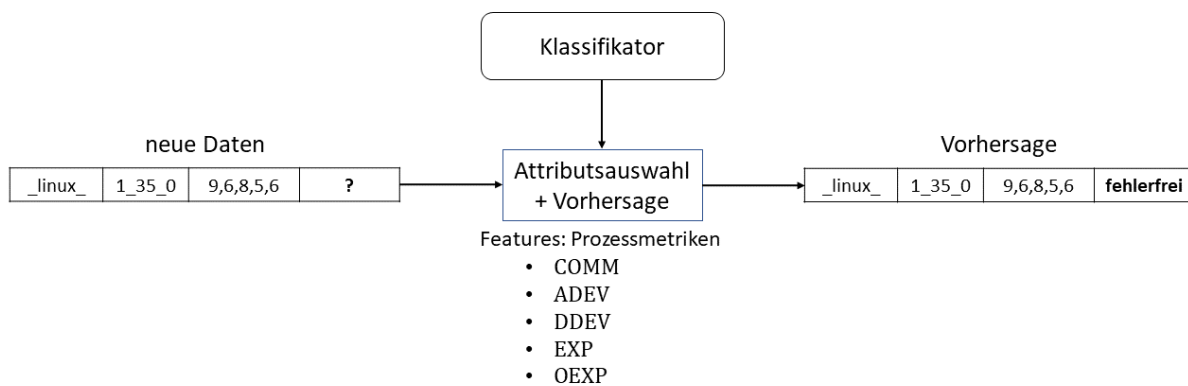 Klassifikator
neue Daten
_linux_ 1_35_0 9,6,8,5,6 ?
Attributsauswahl
+ Vorhersage
Vorhersage
_linux_ 1_35_0 9,6,8,5,6 fehlerfrei
Features: Prozessmetriken
• COMM
• ADEV
• DDEV
• EXP
• OEXP